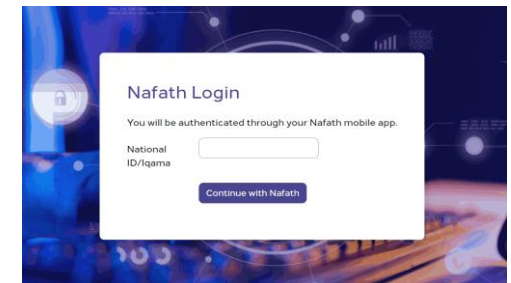 Nafath Login
You will be authenticated through your Nafath mobile app.
National
ID/Iqama
Continue with Nafath